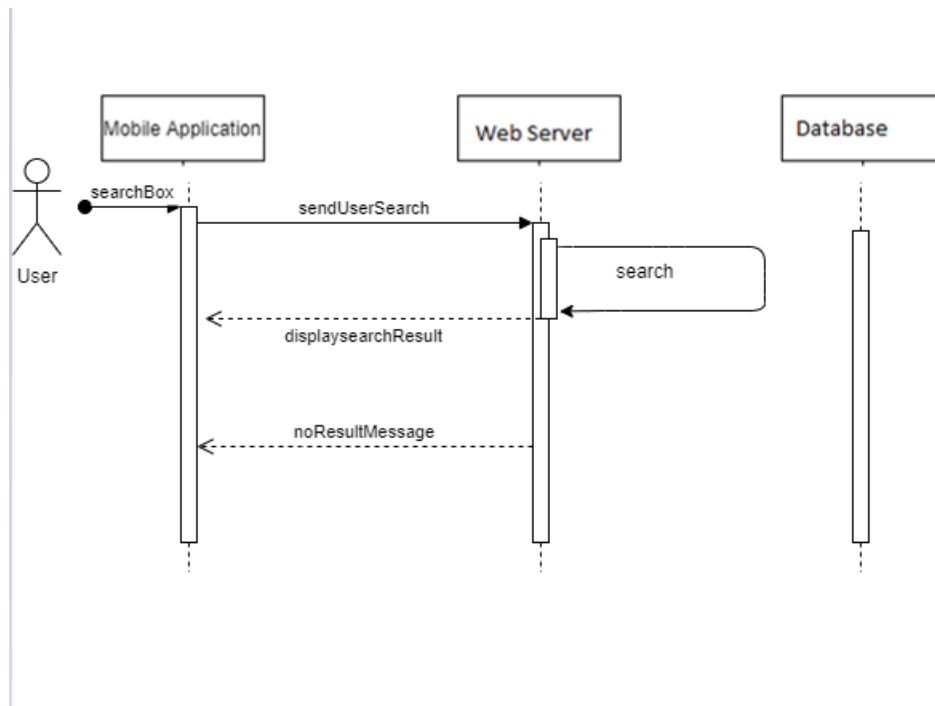 Mobile Application
Web Server
Database
searchBox
sendUserSearch
User
search
displaysearchResult
noResultMessage